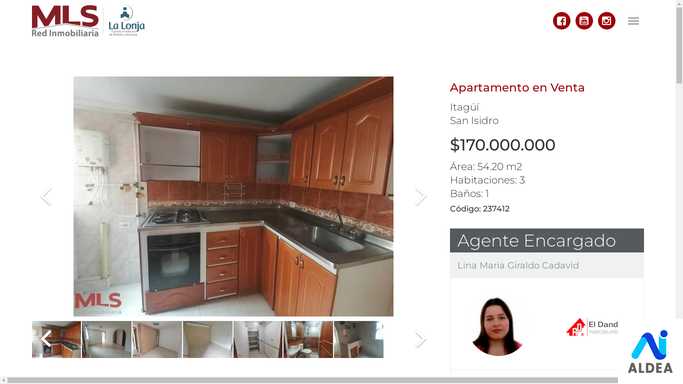 MLS
Red Inmobiliaria
La Lonja
Apartamento en Venta
Itagüí
San Isidro
$170.000.000
Área: 54.20 m2
Habitaciones: 3
Baños: 1
Código: 237412
Agente Encargado
Lina Maria Giraldo Cadavid
El Dand
MLS
ALDEA